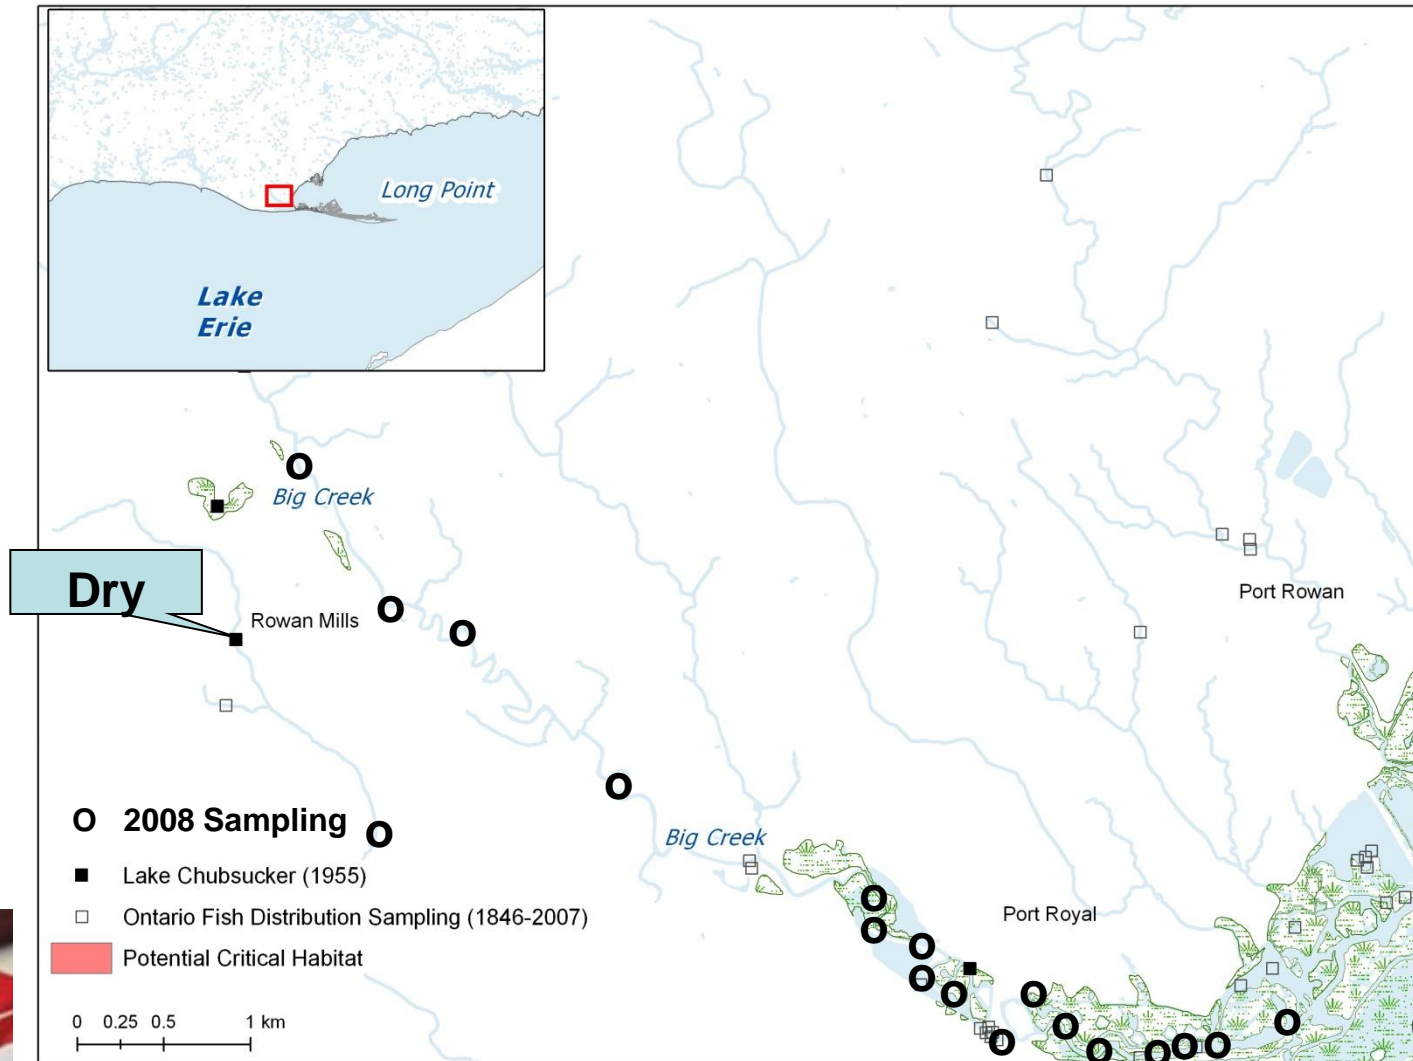 Long Point
Lake
Erie
Big Creek
Dry
Rowan Mills
Port Rowan
O 2008 Sampling
Big Creek
Lake Chubsucker (1955)
Port Royal
Ontario Fish Distribution Sampling (1846-2007)
Potential Critical Habitat
0 0.25 0.5 1 km